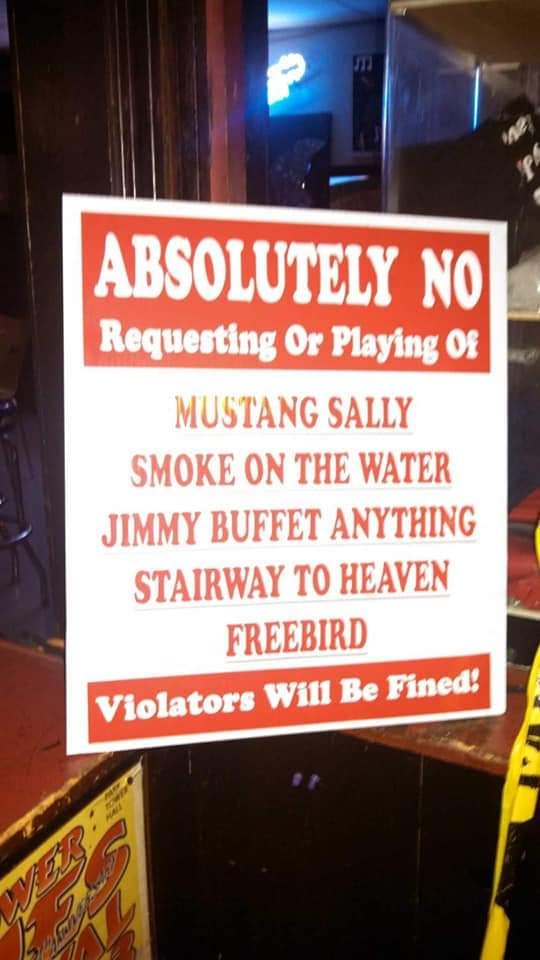 ABSOLUTELY NO
Requesting Or Playing Of
MUSTANG SALLY
SMOKE ON THE WATER
JIMMY BUFFET ANYTHING
STAIRWAY TO HEAVEN
FREEBIRD
Violators Will Be Fined!